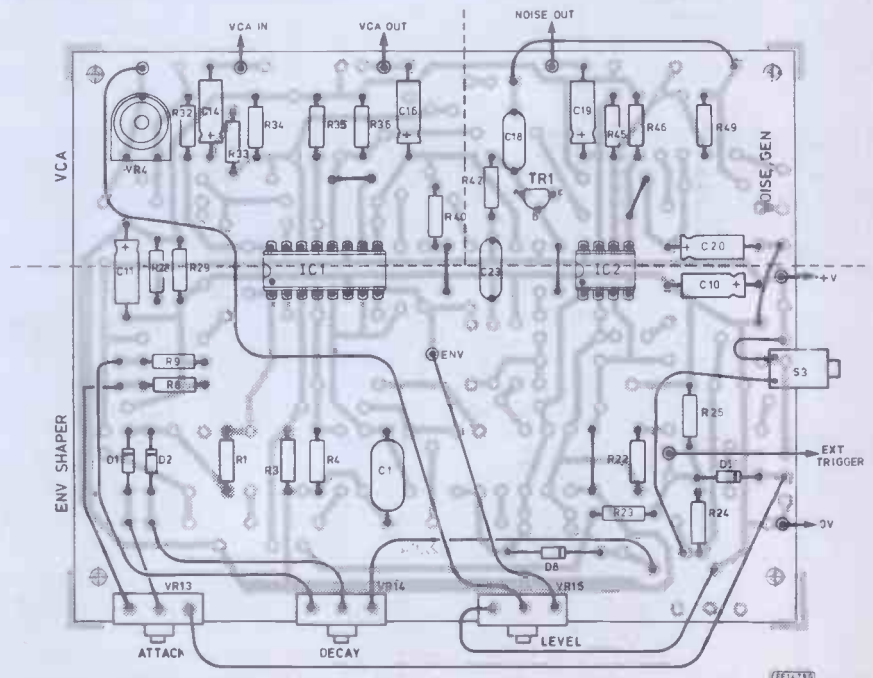 VCA IN
VCA OUT
NOISE OUT
VCA
VR4
R32
C14
R33
R34
R35
R36
C16
C18
C19
R45
R46
R49
NOISE GEN
R42
TR1
R40
C11
R28
R29
IC1
C23
IC2
C20
C10
+V
ENV
S3
R9
R8
R25
ENV SHAPER
D1
D2
R1
R3
R4
C1
R22
EXT
TRIGGER
R23
R24
0V
D8
VR13
VR14
VR15
ATTACK
DECAY
LEVEL